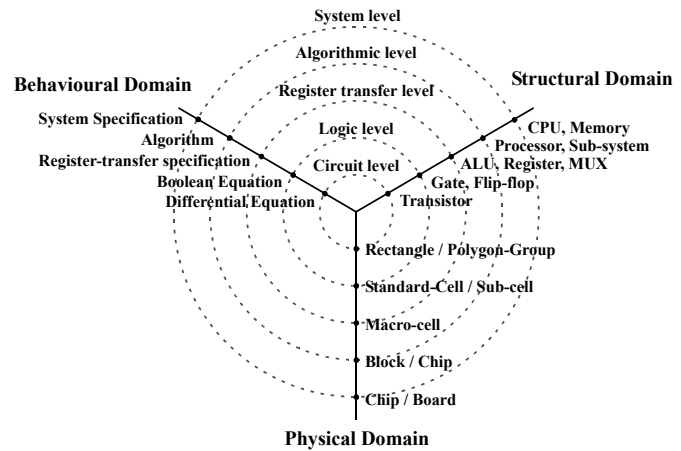 System level
Algorithmic level
Behavioural Domain
Structural Domain
Register transfer level
System Specification
CPU, Memory
Logic level
Algorithm
Processor, Sub-system
Register-transfer specification
ALU, Register, MUX
Circuit level
Boolean Equation
Gate, Flip-flop
Differential Equation
Transistor
Rectangle / Polygon-Group
Standard-Cell / Sub-cell
Macro-cell
Block / Chip
Chip / Board
Physical Domain